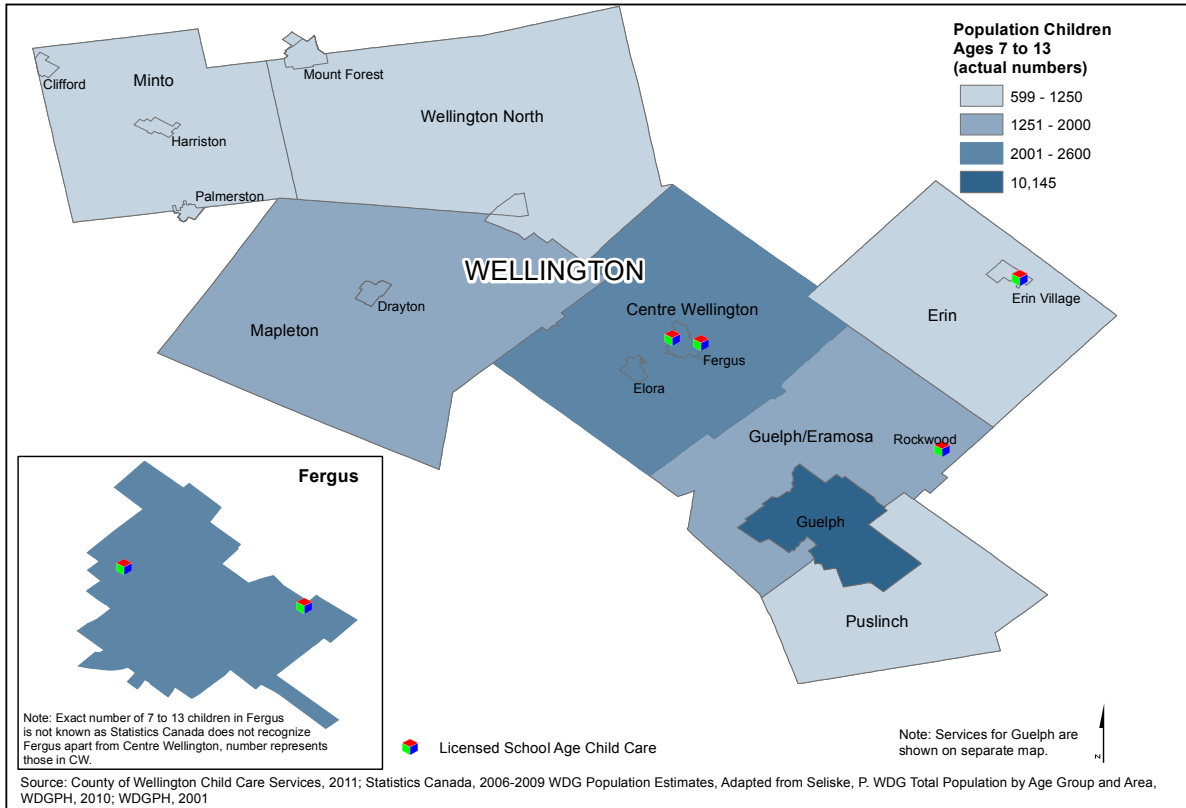 Population Children
Ages 7 to 13
(actual numbers)
599 - 1250
1251 - 2000
2001 - 2600
10,145
Clifford
Minto
Mount Forest
Wellington North
Harriston
Palmerston
WELLINGTON
Drayton
Mapleton
Centre Wellington
Fergus
Elora
Erin Village
Erin
Guelph/Eramosa
Rockwood
Guelph
Puslinch
Fergus
Note: Exact number of 7 to 13 children in Fergus
is not known as Statistics Canada does not recognize
Fergus apart from Centre Wellington, number represents
those in CW.
Licensed School Age Child Care
Note: Services for Guelph are
shown on separate map.
N
Source: County of Wellington Child Care Services, 2011; Statistics Canada, 2006-2009 WDG Population Estimates, Adapted from Seliske, P. WDG Total Population by Age Group and Area,
WDGPH, 2010; WDGPH, 2001